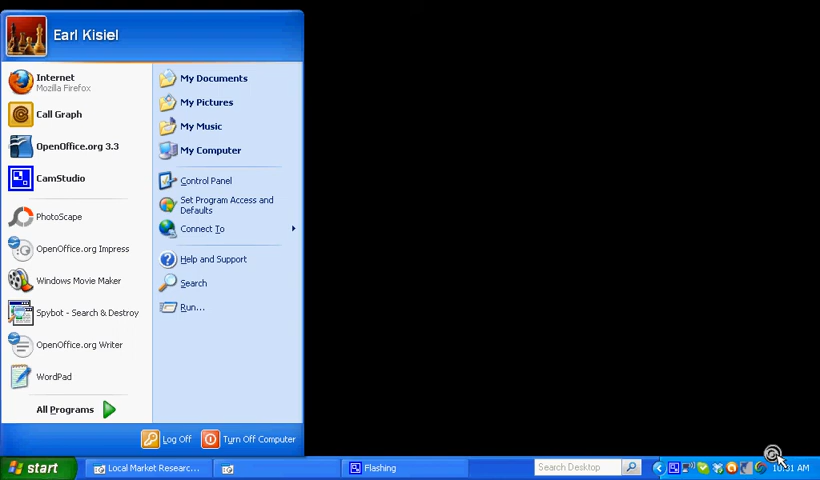 Earl Kisiel
Internet
Mozilla Firefox
Call Graph
OpenOffice.org 3.3
CamStudio
PhotoScape
OpenOffice.org Impress
Windows Movie Maker
Spybot - Search & Destroy
OpenOffice.org Writer
WordPad
All Programs
My Documents
My Pictures
My Music
My Computer
Control Panel
Set Program Access and
Defaults
Connect To
Help and Support
Search
Run...
Log Off
Turn Off Computer
start
Local Market Researc...
Flashing
Search Desktop
10:31 AM